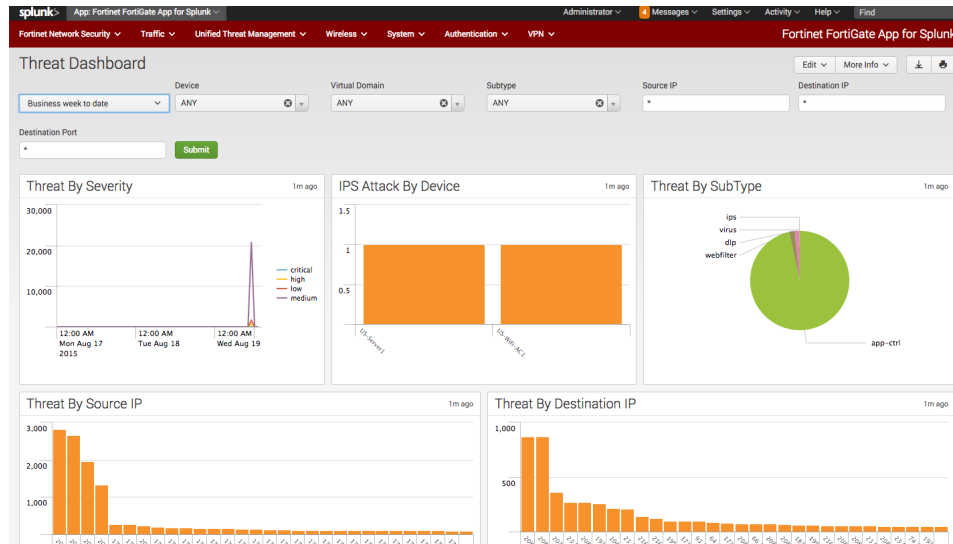 splunk> App: Fortinet FortiGate App for Splunk Administrator 4 Messages Settings Activity Help Find
Fortinet Network Security Traffic Unified Threat Management Wireless System Authentication VPN Fortinet FortiGate App for Splunk
Threat Dashboard Edit More Info
Device Virtual Domain Subtype Source IP Destination IP
Business week to date ANY ANY ANY * *
Destination Port
* Submit
Threat By Severity 1m ago
30,000
20,000
10,000
critical
high
low
medium
12:00 AM 12:00 AM 12:00 AM
Mon Aug 17 Tue Aug 18 Wed Aug 19
2015
IPS Attack By Device 1m ago
1.5
1
0.5
US-Server1 US-Wifi-AC1
Threat By SubType 1m ago
ips
virus
dlp
webfilter
app-ctrl
Threat By Source IP 1m ago
3,000
2,000
1,000
Threat By Destination IP 1m ago
1,000
500